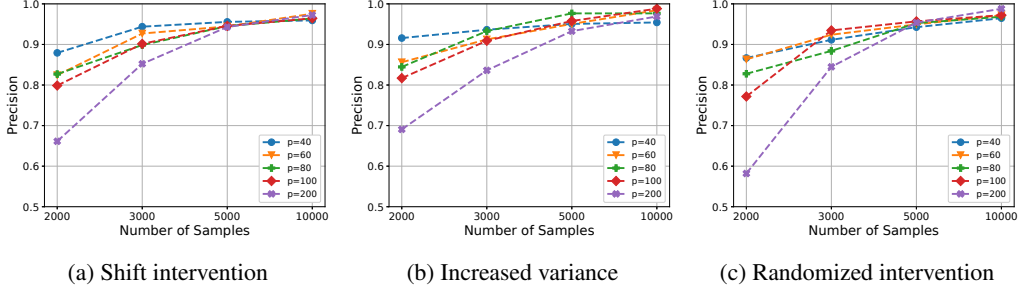 1.0
0.9
0.8
0.7
0.6
0.5
Precision
2000 3000 5000 10000
Number of Samples
p=40
p=60
p=80
p=100
p=200
(a) Shift intervention
1.0
0.9
0.8
0.7
0.6
0.5
Precision
2000 3000 5000 10000
Number of Samples
p=40
p=60
p=80
p=100
p=200
(b) Increased variance
1.0
0.9
0.8
0.7
0.6
0.5
Precision
2000 3000 5000 10000
Number of Samples
p=40
p=60
p=80
p=100
p=200
(c) Randomized intervention